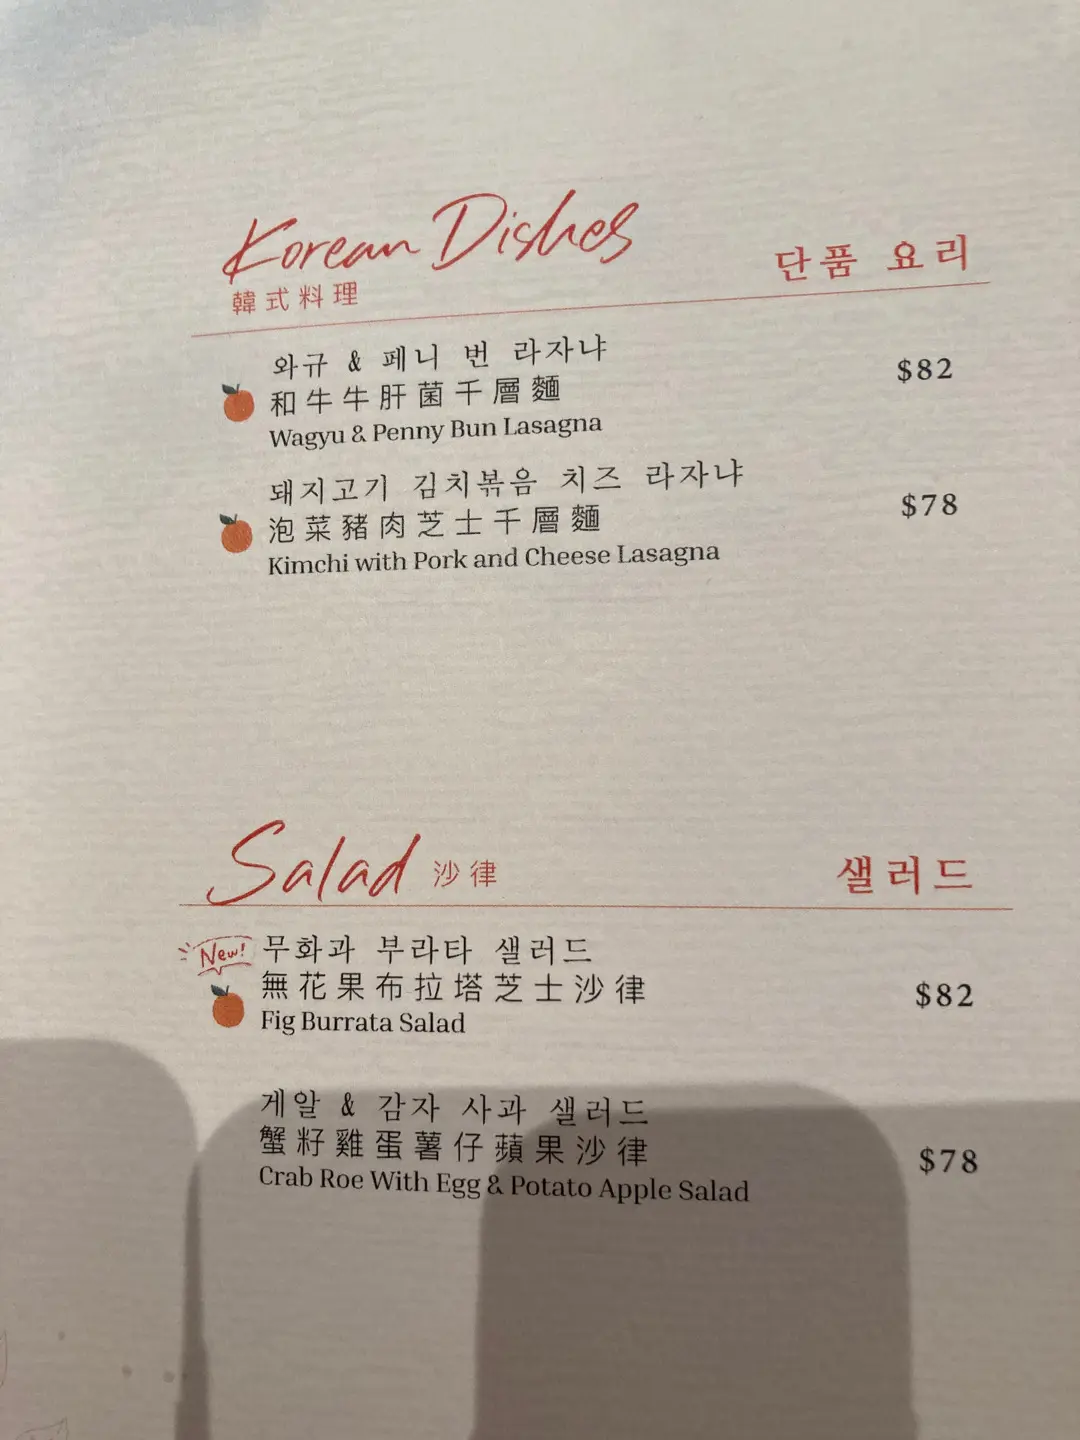 Korean Dishes
韓式料理
단품 요리
와규 & 페니 번 라자냐
和牛牛肝菌千層麵
Wagyu & Penny Bun Lasagna
$82
돼지고기 김치볶음 치즈 라자냐
泡菜豬肉芝士千層麵
Kimchi with Pork and Cheese Lasagna
$78
Salad 沙律
샐러드
New!
무화과 부라타 샐러드
無花果布拉塔芝士沙律
Fig Burrata Salad
$82
게알 & 감자 사과 샐러드
蟹籽雞蛋薯仔蘋果沙律
Crab Roe With Egg & Potato Apple Salad
$78